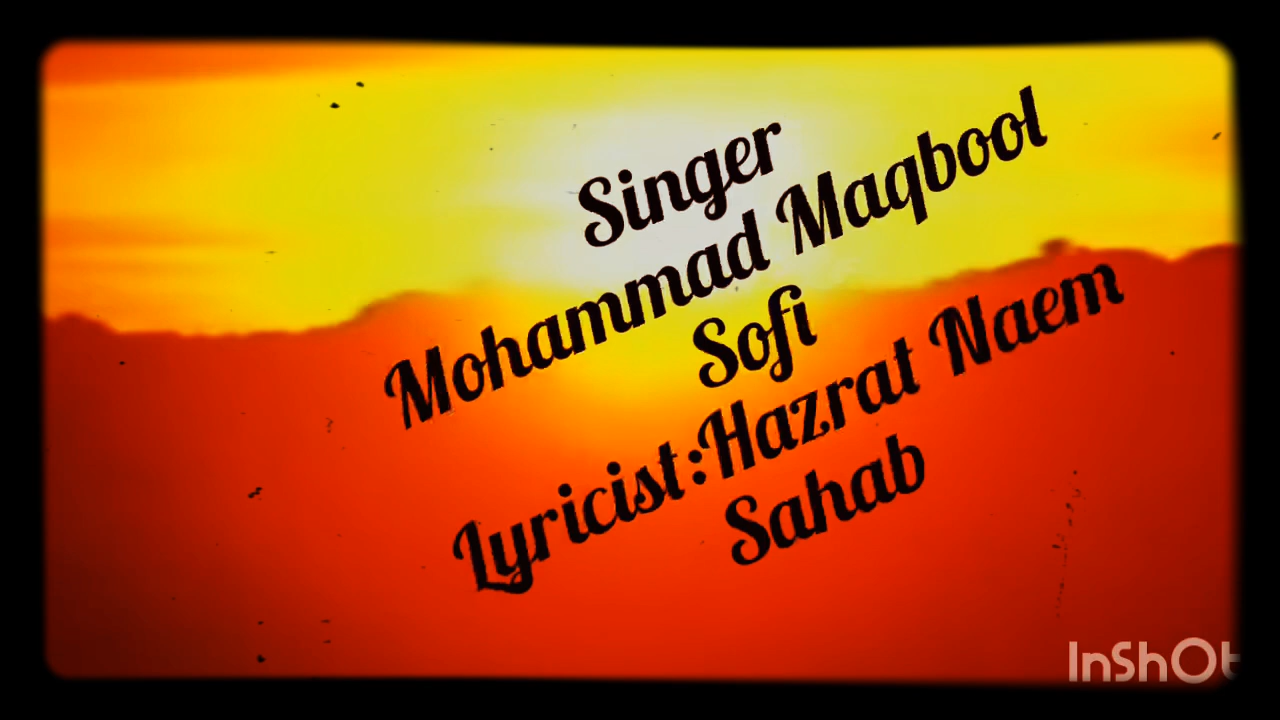 Singer
Mohammad Maqbool
Sofi
Lyricist:Hazrat Naem
Sahab
InShOt